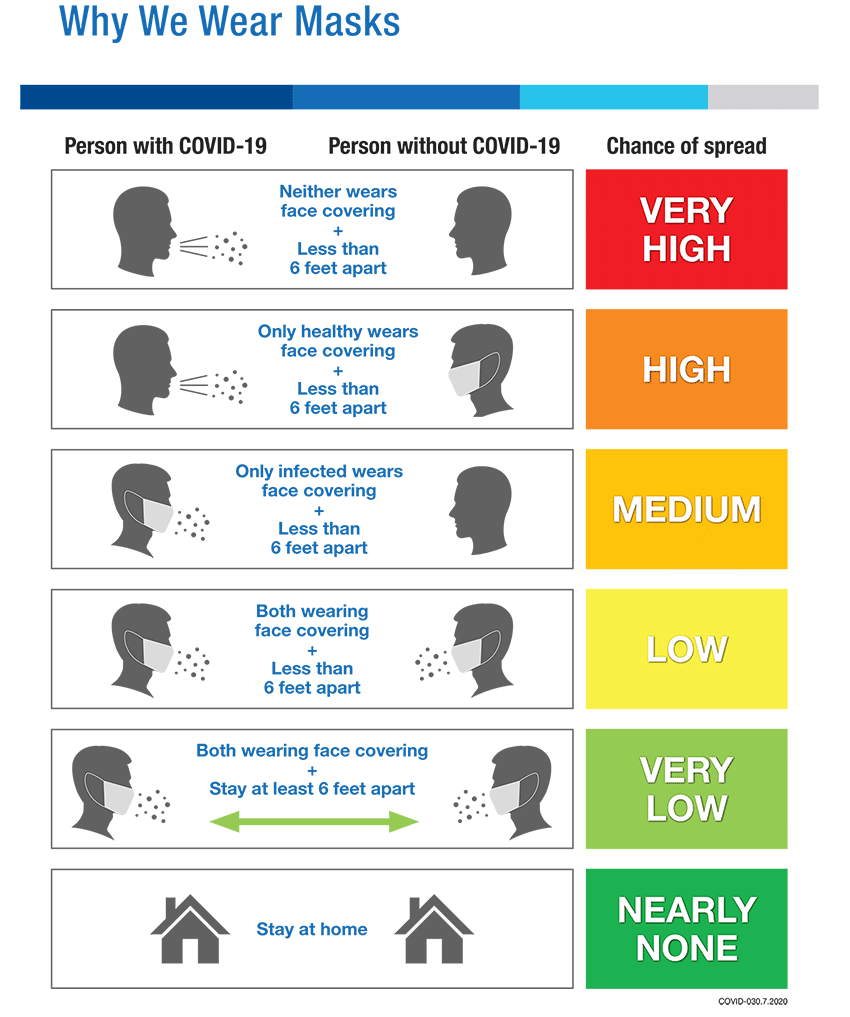 Why We Wear Masks
Person with COVID-19
Person without COVID-19
Chance of spread
Neither wears
face covering
+
Less than
6 feet apart
VERY
HIGH
Only healthy wears
face covering
+
Less than
6 feet apart
HIGH
Only infected wears
face covering
+
Less than
6 feet apart
MEDIUM
Both wearing
face covering
+
Less than
6 feet apart
LOW
Both wearing face covering
+
Stay at least 6 feet apart
VERY
LOW
Stay at home
NEARLY
NONE
COVID-030.7.2020